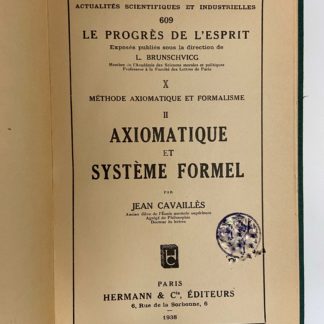 ACTUALITÉS SCIENTIFIQUES ET INDUSTRIELLES
609
LE PROGRÈS DE L'ESPRIT
Exposés publiés sous la direction de
L. BRUNSCHVICG
Membre de l'Académie des Sciences morales et politiques
Professeur à la Faculté des Lettres de Paris
X
MÉTHODE AXIOMATIQUE ET FORMALISME
II
AXIOMATIQUE
ET
SYSTÈME FORMEL
PAR
JEAN CAVAILLÈS
Ancien élève de l'École normale supérieure
Agrégé de Philosophie
Docteur ès lettres
PARIS
HERMANN & Cie, ÉDITEURS
6, Rue de la Sorbonne, 6
1938